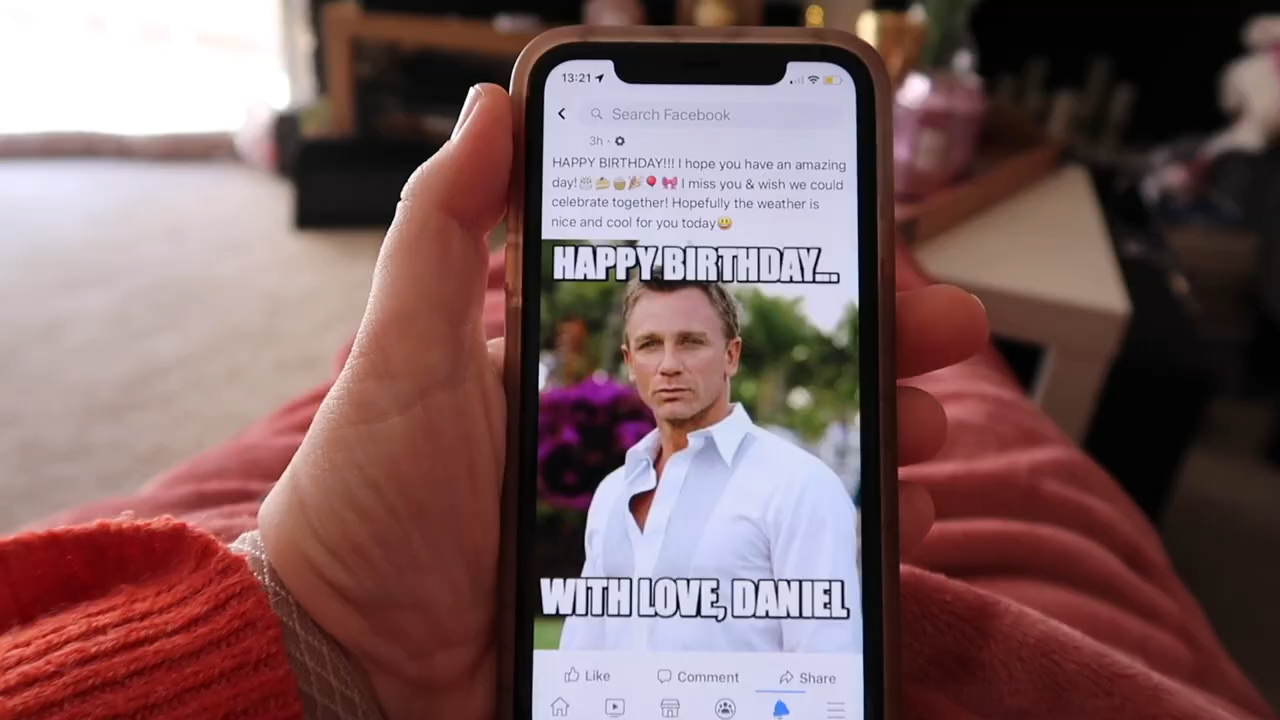 13:21
Search Facebook
3h ·
HAPPY BIRTHDAY!!! I hope you have an amazing
day!🎂🍰🧁🎉🎈🎀 I miss you & wish we could
celebrate together! Hopefully the weather is
nice and cool for you today😃
HAPPY BIRTHDAY...
WITH LOVE, DANIEL
Like Comment Share